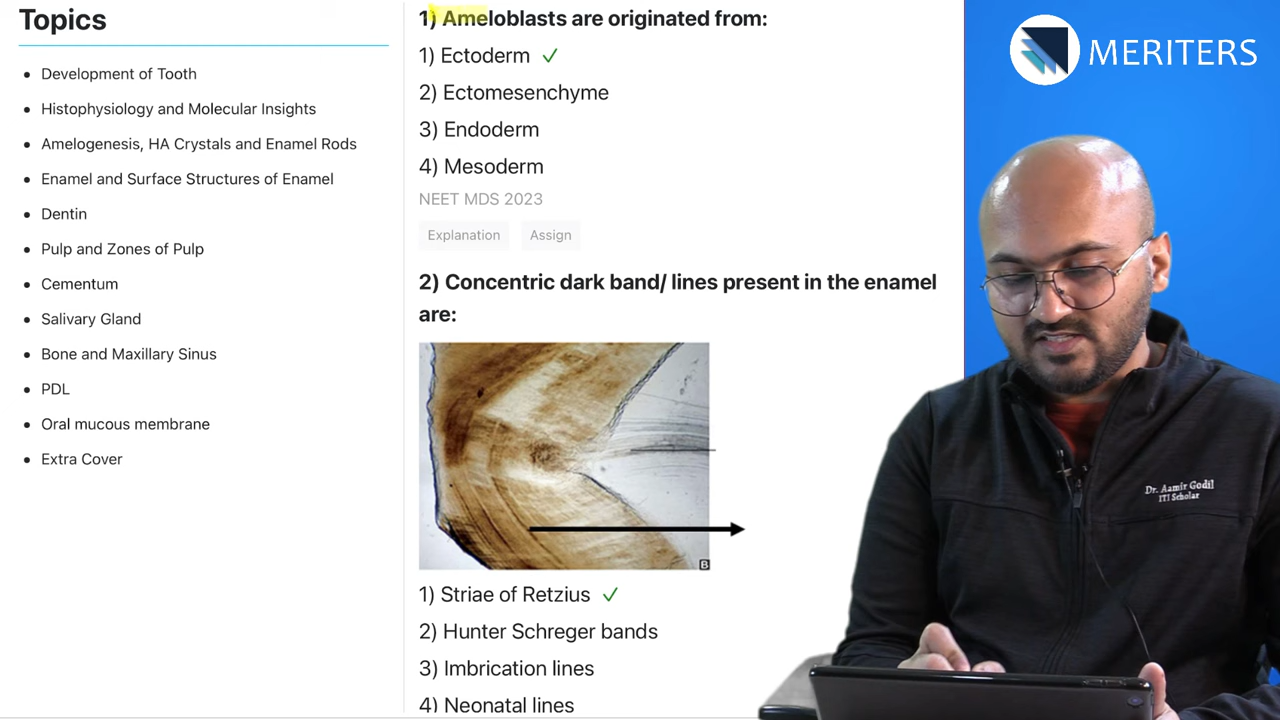 Topics
Development of Tooth
Histophysiology and Molecular Insights
Amelogenesis, HA Crystals and Enamel Rods
Enamel and Surface Structures of Enamel
Dentin
Pulp and Zones of Pulp
Cementum
Salivary Gland
Bone and Maxillary Sinus
PDL
Oral mucous membrane
Extra Cover
1) Ameloblasts are originated from:
1) Ectoderm ✓
2) Ectomesenchyme
3) Endoderm
4) Mesoderm
NEET MDS 2023
Explanation Assign
2) Concentric dark band/ lines present in the enamel
are:
B
1) Striae of Retzius ✓
2) Hunter Schreger bands
3) Imbrication lines
4) Neonatal lines
MERITERS
Dr. Aamir Godil
ITI Scholar